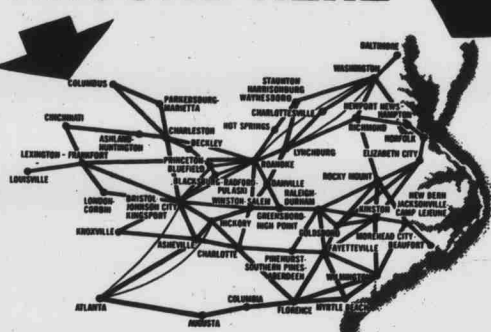 BALTIMORE
WASHINGTON
COLUMBUS
STAUNTON
HARRISONBURG
WAYNESBORO
PARKERSBURG-
MARIETTA
CHARLOTTESVILLE
NEWPORT NEWS-
HAMPTON
CINCINNATI
HOT SPRINGS
RICHMOND
CHARLESTON
ASHLAND
HUNTINGTON
BECKLEY
NORFOLK
LEXINGTON - FRANKFORT
PRINCETON
BLUEFIELD
ROANOKE
LYNCHBURG
ELIZABETH CITY
LOUISVILLE
BLACKSBURG-RADFORD-
PULASKI
DANVILLE
ROCKY MOUNT
LONDON-
CORBIN
BRISTOL
JOHNSON CITY
KINGSPORT
WINSTON-SALEM
RALEIGH-
DURHAM
NEW BERN
JACKSONVILLE
CAMP LEJEUNE
HICKORY
GREENSBORO-
HIGH POINT
KINSTON
KNOXVILLE
GOLDSBORO
MOREHEAD CITY-
BEAUFORT
ASHEVILLE
CHARLOTTE
FAYETTEVILLE
PINEHURST-
SOUTHERN PINES-
ABERDEEN
WILMINGTON
ATLANTA
COLUMBIA
FLORENCE
MYRTLE BEACH
AUGUSTA